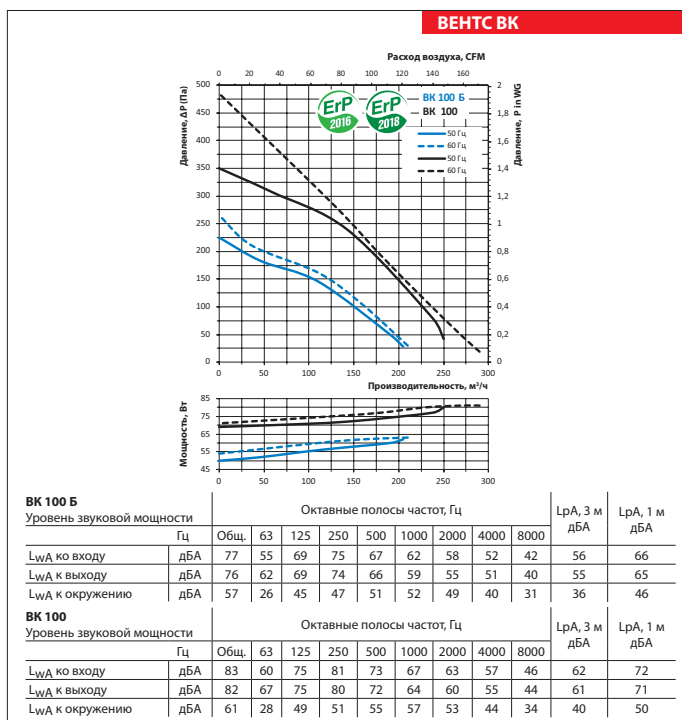 ВЕНТС ВК
Расход воздуха, CFM
0 20 40 60 80 100 120 140 160
Давление, ΔP (Па)
500
450
400
350
300
250
200
150
100
50
0
ErP 2016
ErP 2018
ВК 100 Б
ВК 100
50 Гц
60 Гц
50 Гц
60 Гц
2
1,8
1,6
1,4
1,2
1
0,8
0,6
0,4
0,2
0
Давление, P in WG
0 50 100 150 200 250 300
Производительность, м³/ч
Мощность, Вт
85
75
65
55
45
0 50 100 150 200 250 300
ВК 100 Б
Уровень звуковой мощности
Октавные полосы частот, Гц
LpA, 3 м дБА
LpA, 1 м дБА
Гц Общ. 63 125 250 500 1000 2000 4000 8000
LwA ко входу дБА 77 55 69 75 67 62 58 52 42 56 66
LwA к выходу дБА 76 62 69 74 66 59 55 51 40 55 65
LwA к окружению дБА 57 26 45 47 51 52 49 40 31 36 46
ВК 100
Уровень звуковой мощности
Октавные полосы частот, Гц
LpA, 3 м дБА
LpA, 1 м дБА
Гц Общ. 63 125 250 500 1000 2000 4000 8000
LwA ко входу дБА 83 60 75 81 73 67 63 57 46 62 72
LwA к выходу дБА 82 67 75 80 72 64 60 55 44 61 71
LwA к окружению дБА 61 28 49 51 55 57 53 44 34 40 50